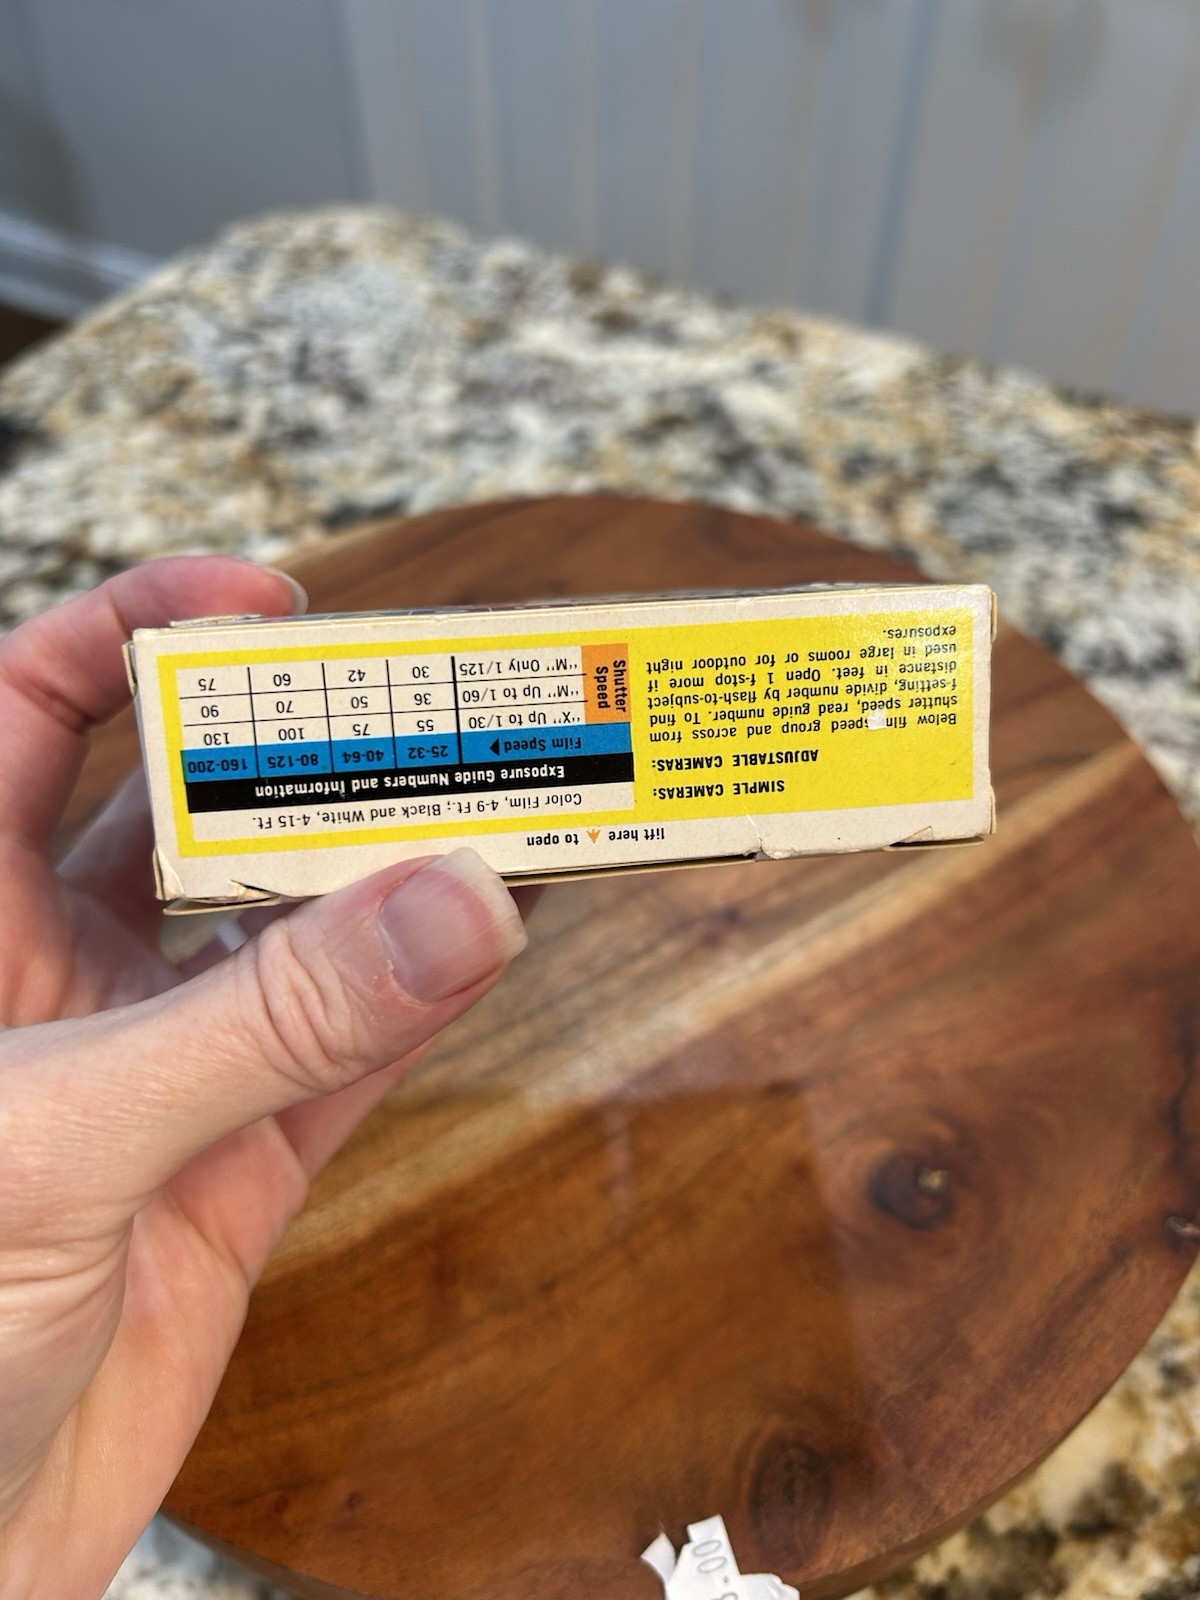 lift here to open
SIMPLE CAMERAS:
Color Film, 4-9 Ft.; Black and White, 4-15 Ft.
ADJUSTABLE CAMERAS:
Below film speed group and across from
shutter speed, read guide number. To find
f-setting, divide number by flash-to-subject
distance in feet. Open 1 f-stop more if
used in large rooms or for outdoor night
exposures.
Exposure Guide Numbers and Information
Film Speed 25-32 40-64 80-125 160-200
Shutter
Speed
"X" Up to 1/30 55 75 100 130
"M" Up to 1/60 36 50 70 90
"M" Only 1/125 30 42 60 75